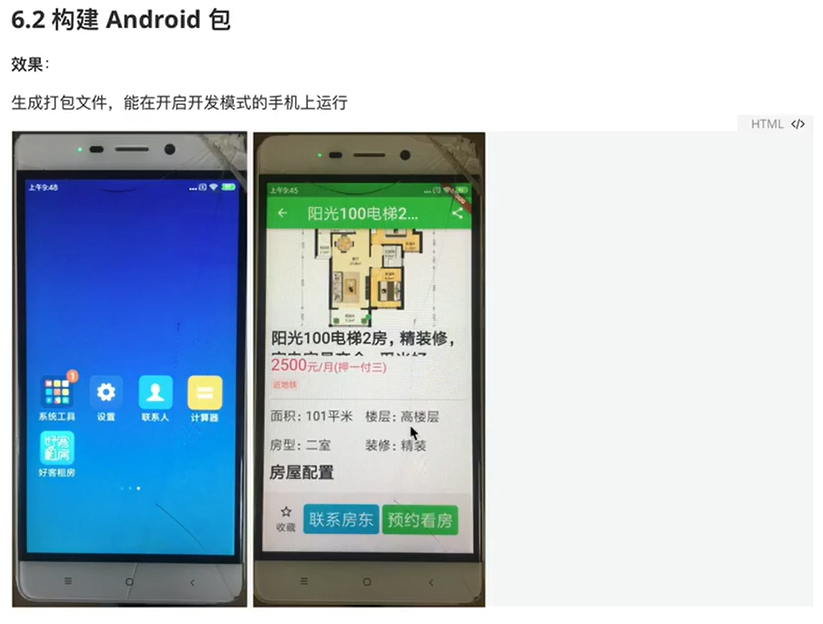 6.2 构建 Android 包
效果：
生成打包文件，能在开启开发模式的手机上运行
HTML </>
上午9:48
1
系统工具
设置
联系人
计算器
好客租房
好客租房
上午9:45
阳光100电梯2...
阳光100电梯2房，精装修，
2500元/月(押一付三)
近地铁
面积：101平米 楼层：高楼层
房型：二室 装修：精装
房屋配置
收藏
联系房东
预约看房